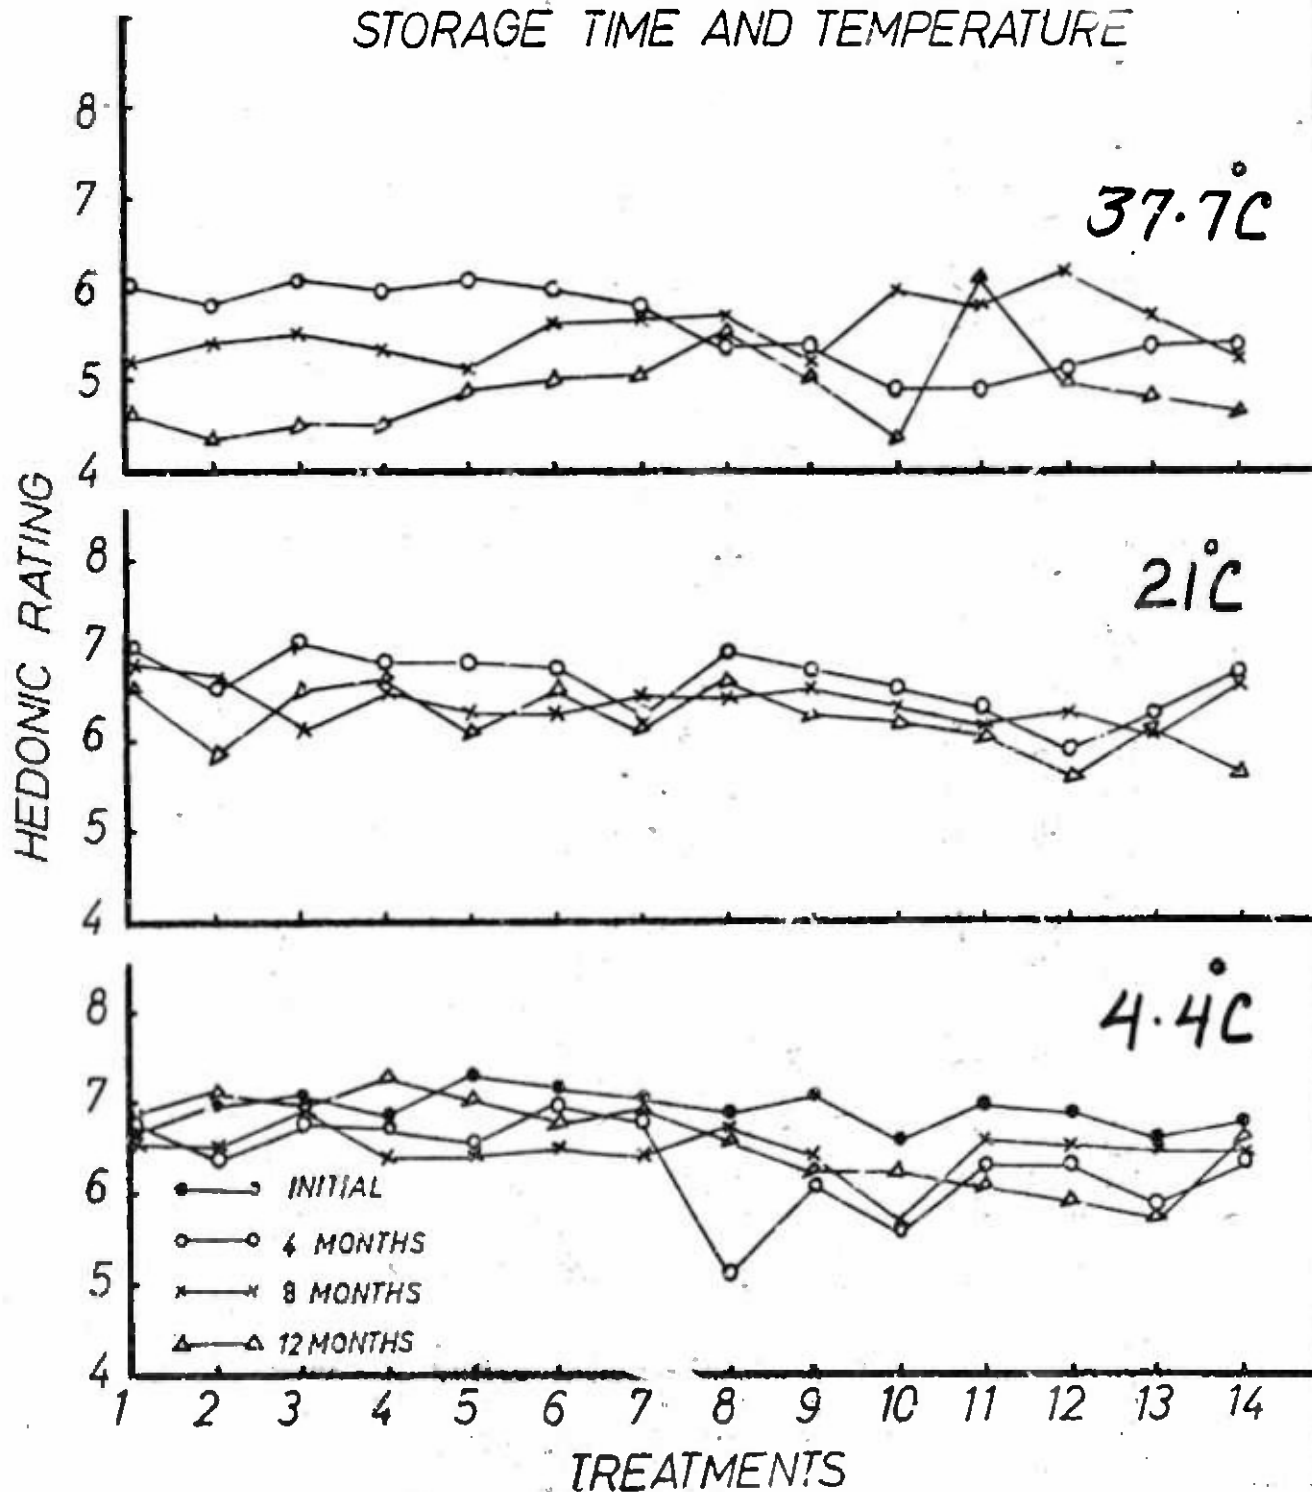 STORAGE TIME AND TEMPERATURE
8
7
6
5
4
37.7°C
HEDONIC RATING
8
7
6
5
4
21°C
8
7
6
5
4
4.4°C
INITIAL
4 MONTHS
8 MONTHS
12 MONTHS
1 2 3 4 5 6 7 8 9 10 11 12 13 14
TREATMENTS